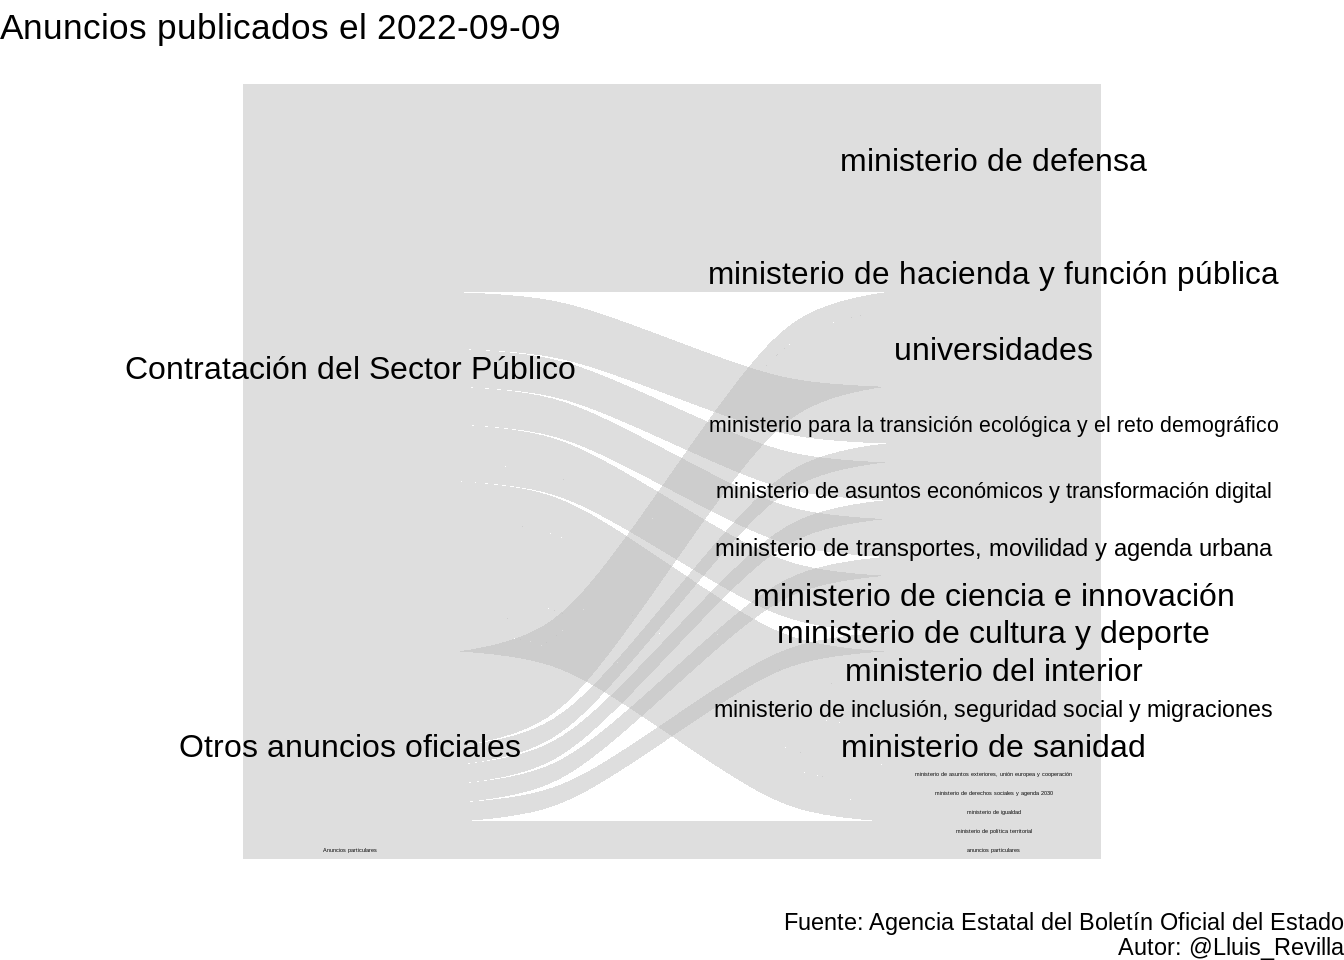 Anuncios publicados el 2022-09-09
ministerio de defensa
ministerio de hacienda y función pública
universidades
Contratación del Sector Público
ministerio para la transición ecológica y el reto demográfico
ministerio de asuntos económicos y transformación digital
ministerio de transportes, movilidad y agenda urbana
ministerio de ciencia e innovación
ministerio de cultura y deporte
ministerio del interior
ministerio de inclusión, seguridad social y migraciones
Otros anuncios oficiales
ministerio de sanidad
ministerio de asuntos exteriores, unión europea y cooperación
ministerio de derechos sociales y agenda 2030
ministerio de igualdad
ministerio de política territorial
Anuncios particulares
anuncios particulares
Fuente: Agencia Estatal del Boletín Oficial del Estado
Autor: @Lluis_Revilla